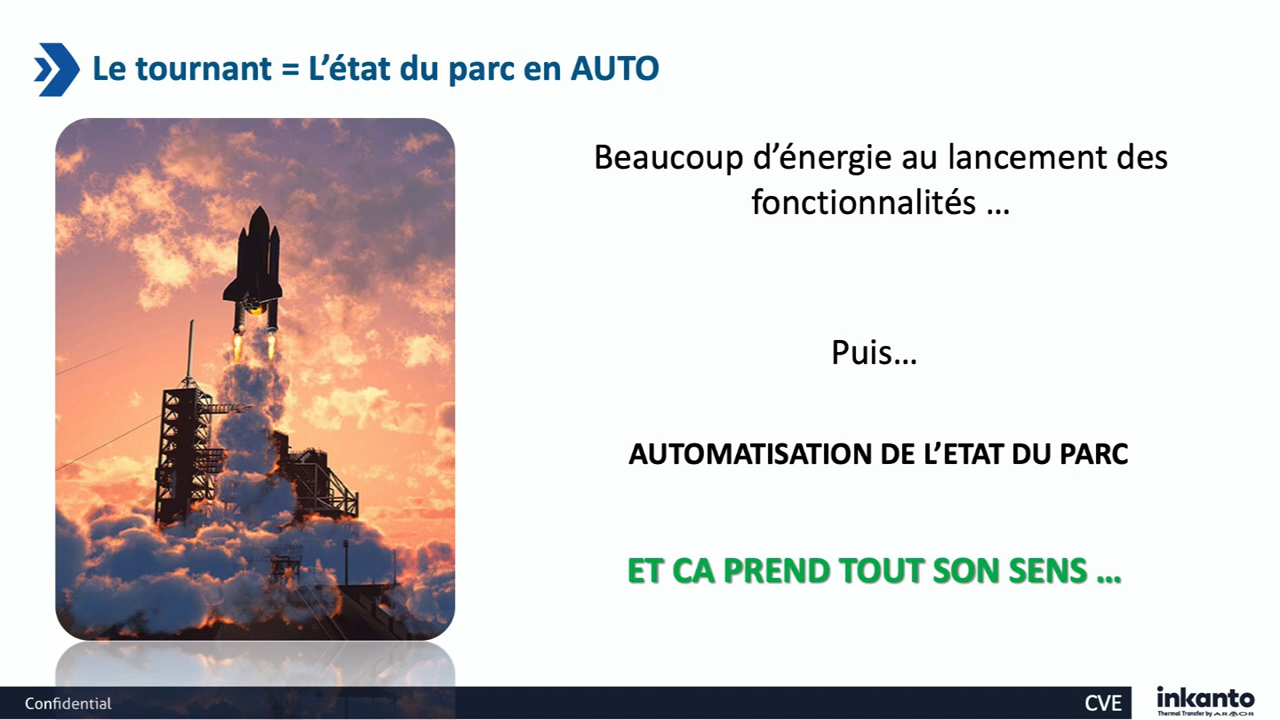 Le tournant = L’état du parc en AUTO
Beaucoup d’énergie au lancement des
fonctionnalités …
Puis…
AUTOMATISATION DE L’ETAT DU PARC
ET CA PREND TOUT SON SENS …
Confidential
CVE
inkanto
Thermal Transfer by ARMOR